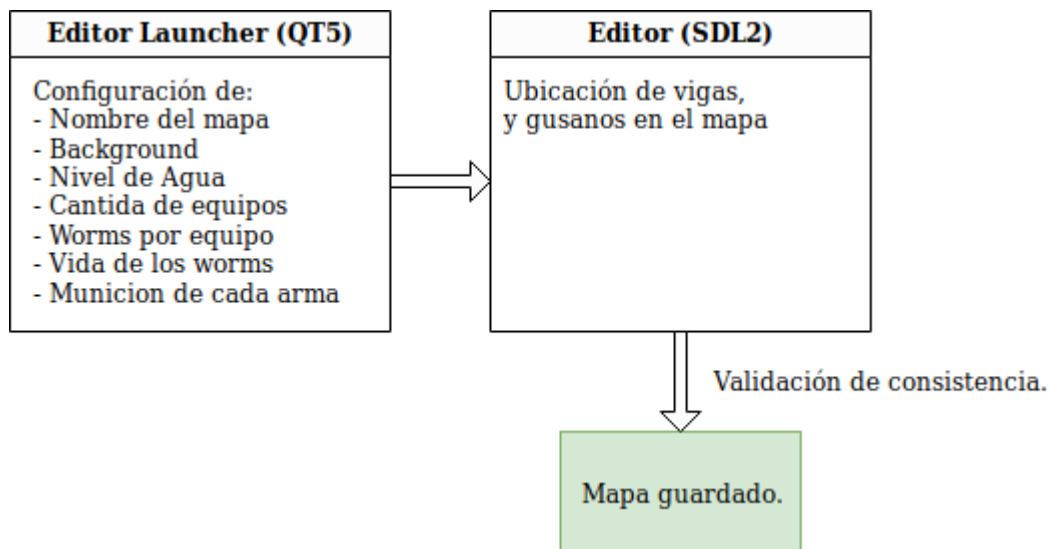 Editor Launcher (QT5)
Configuración de:
- Nombre del mapa
- Background
- Nivel de Agua
- Cantida de equipos
- Worms por equipo
- Vida de los worms
- Municion de cada arma
Editor (SDL2)
Ubicación de vigas,
y gusanos en el mapa
Validación de consistencia.
Mapa guardado.